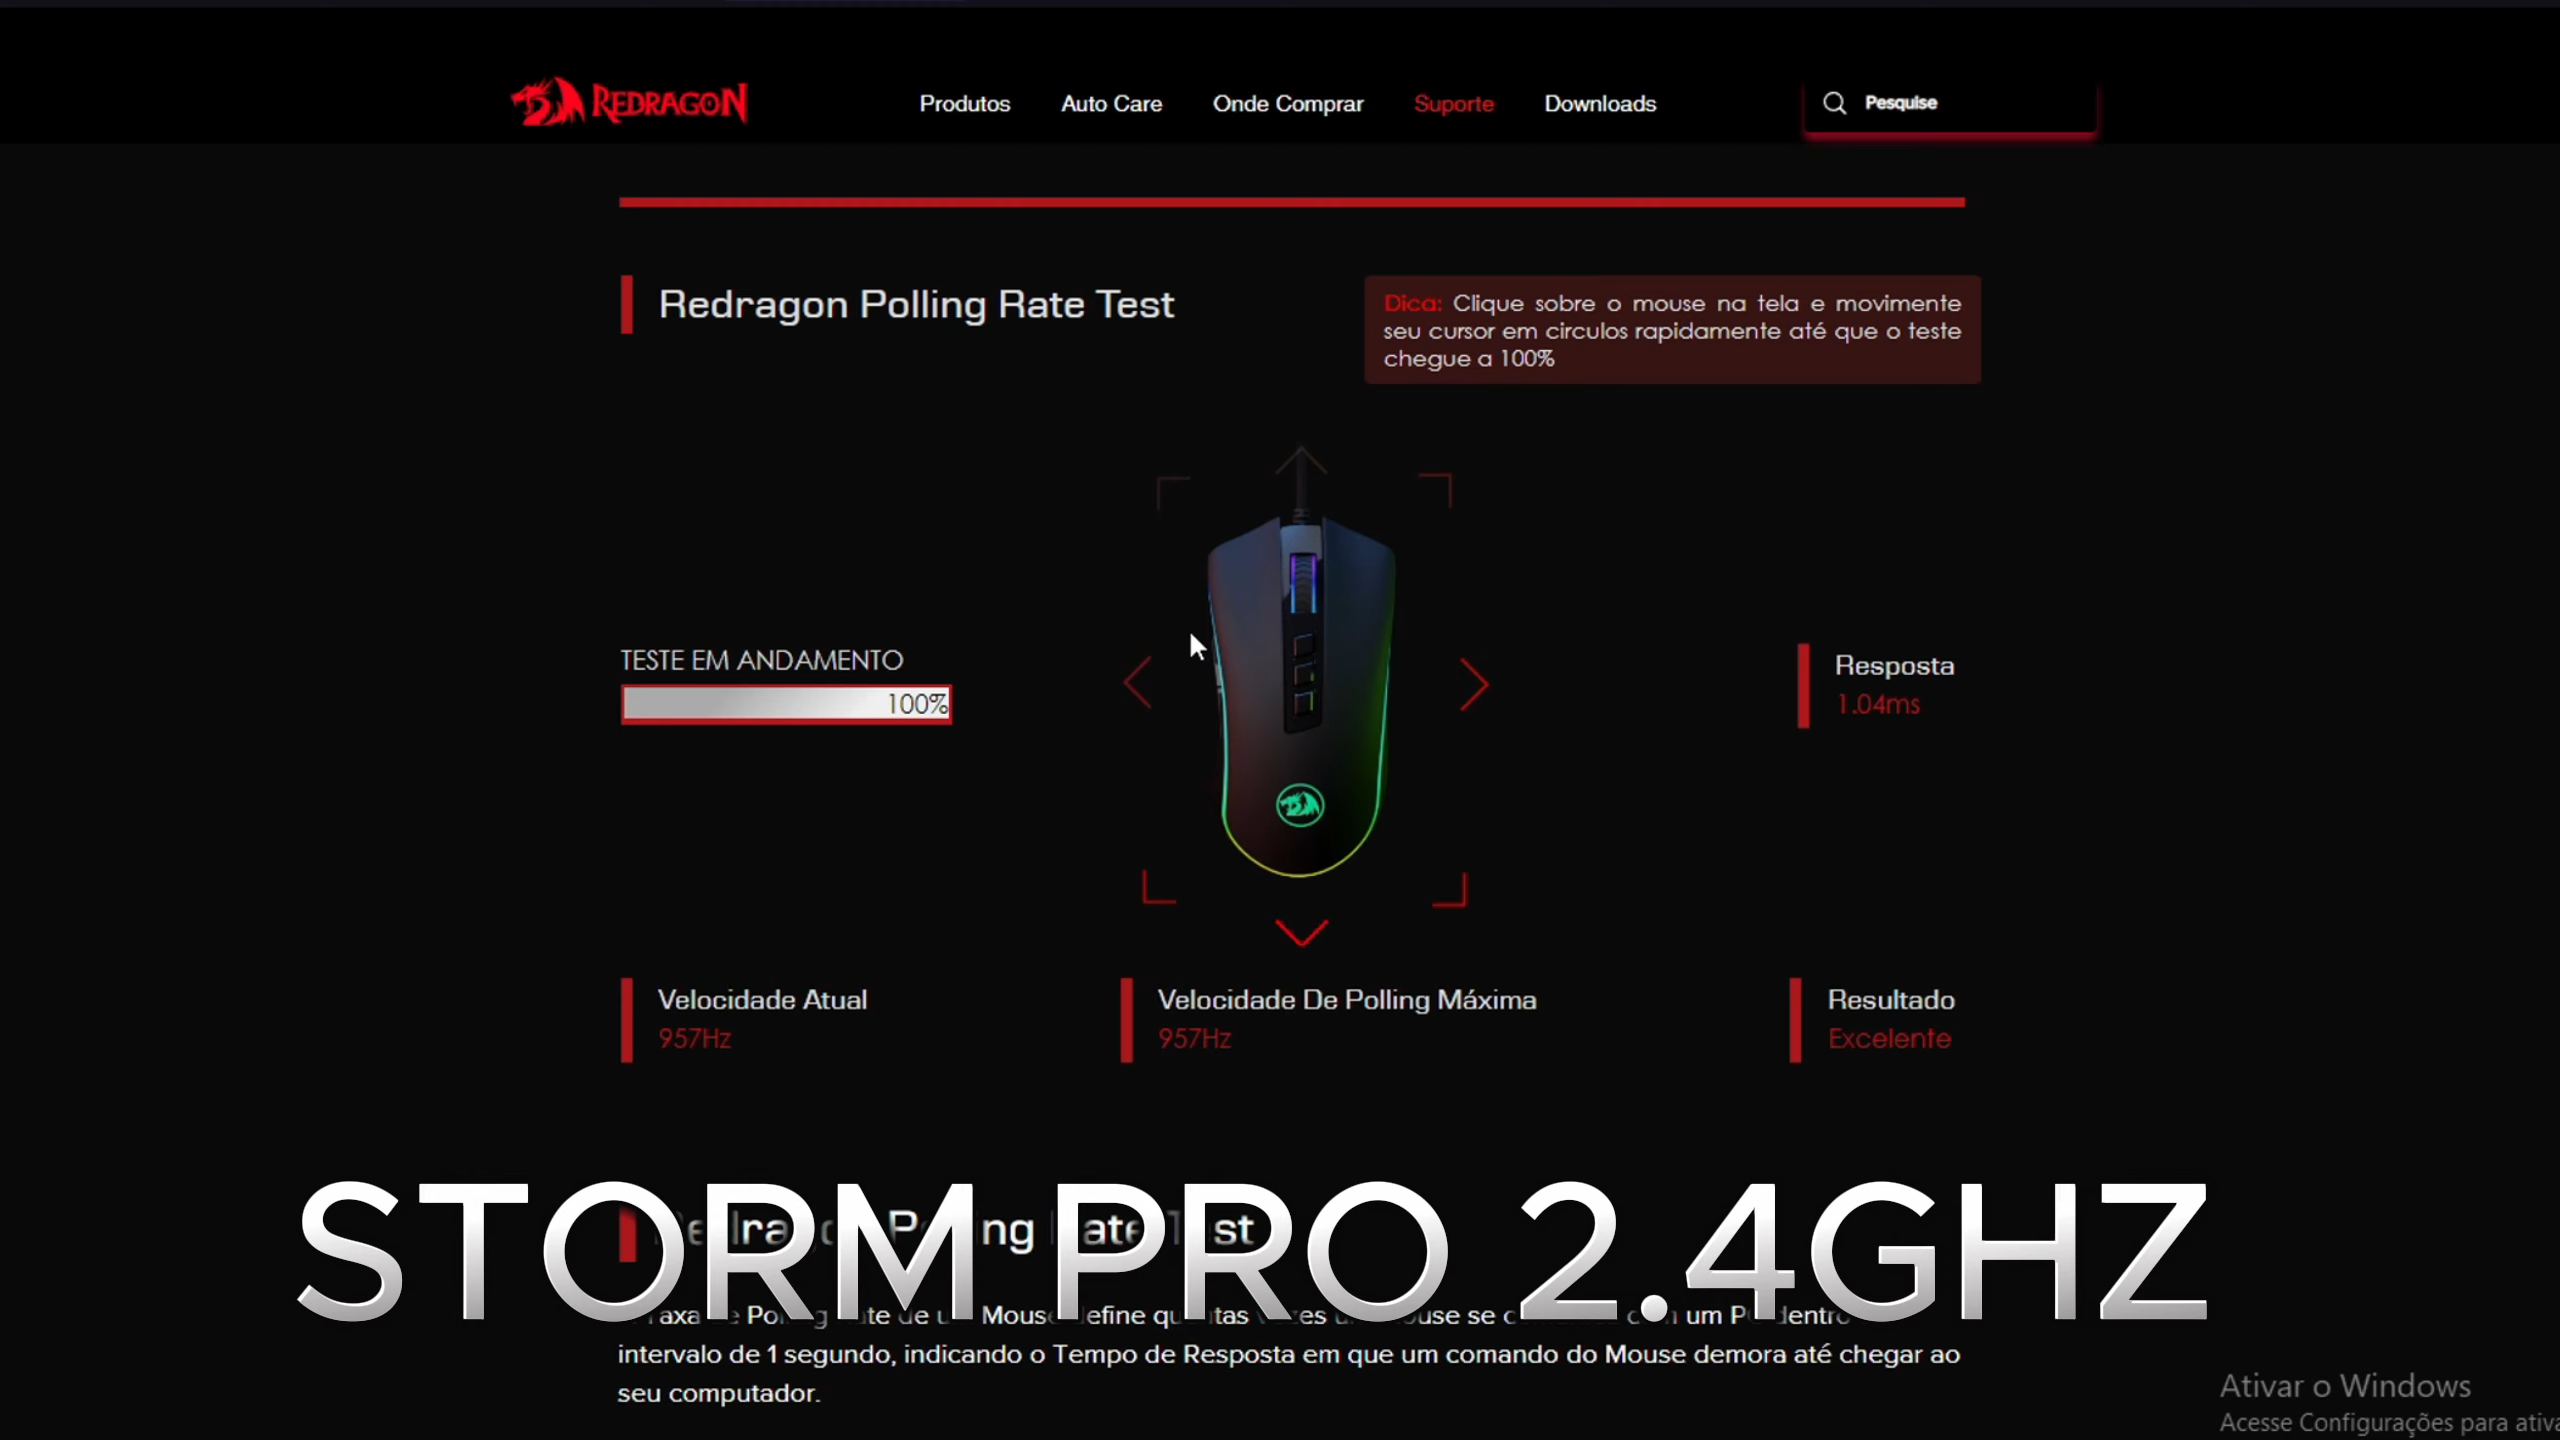 REDRAGON
Produtos Auto Care Onde Comprar Suporte Downloads Pesquise
Redragon Polling Rate Test
Dica: Clique sobre o mouse na tela e movimente
seu cursor em circulos rapidamente até que o teste
chegue a 100%
TESTE EM ANDAMENTO
100%
Resposta
1.04ms
Velocidade Atual
957Hz
Velocidade De Polling Máxima
957Hz
Resultado
Excelente
STORM PRO 2.4GHZ
intervalo de 1 segundo, indicando o Tempo de Resposta em que um comando do Mouse demora até chegar ao
seu computador.
Ativar o Windows
Acesse Configurações para